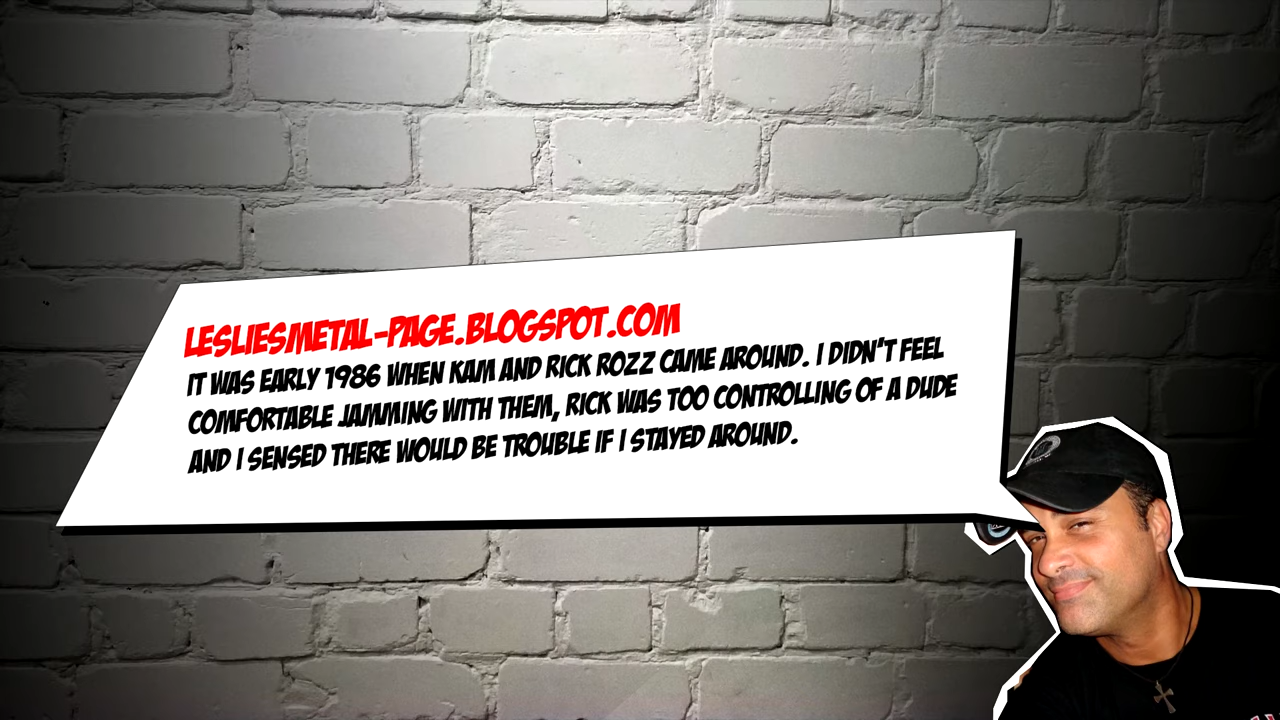 LESLIESMETAL-PAGE.BLOGSPOT.COM
IT WAS EARLY 1986 WHEN KAM AND RICK ROZZ CAME AROUND. I DIDN'T FEEL
COMFORTABLE JAMMING WITH THEM, RICK WAS TOO CONTROLLING OF A DUDE
AND I SENSED THERE WOULD BE TROUBLE IF I STAYED AROUND.